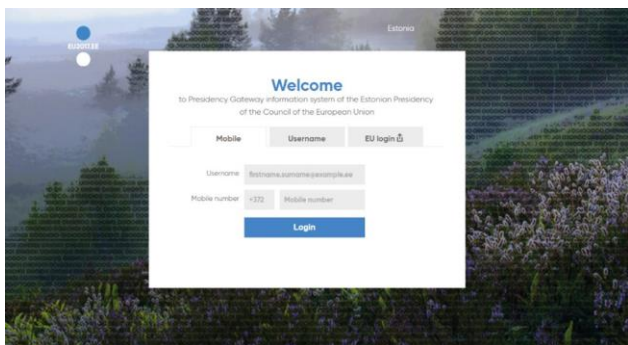 Estonia
EU2017.EE
Welcome
to Presidency Gateway information system of the Estonian Presidency
of the Council of the European Union
Mobile Username EU login
Username firstname.surname@example.ee
Mobile number +372 Mobile number
Login